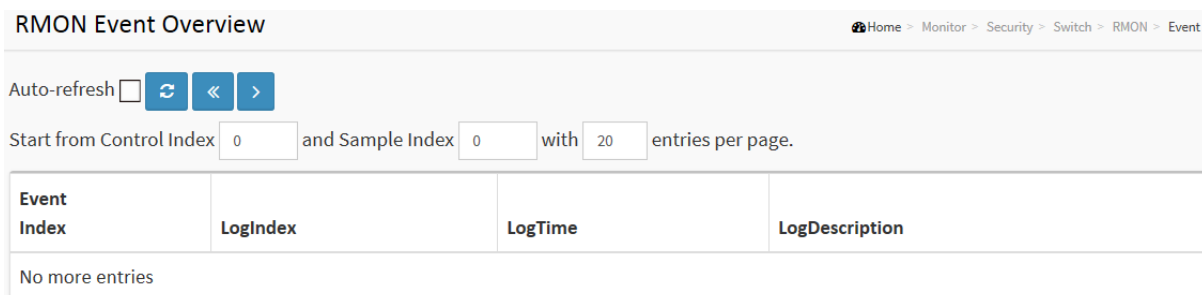 RMON Event Overview
Home > Monitor > Security > Switch > RMON > Event
Auto-refresh
Start from Control Index 0 and Sample Index 0 with 20 entries per page.
Event
Index LogIndex LogTime LogDescription
No more entries